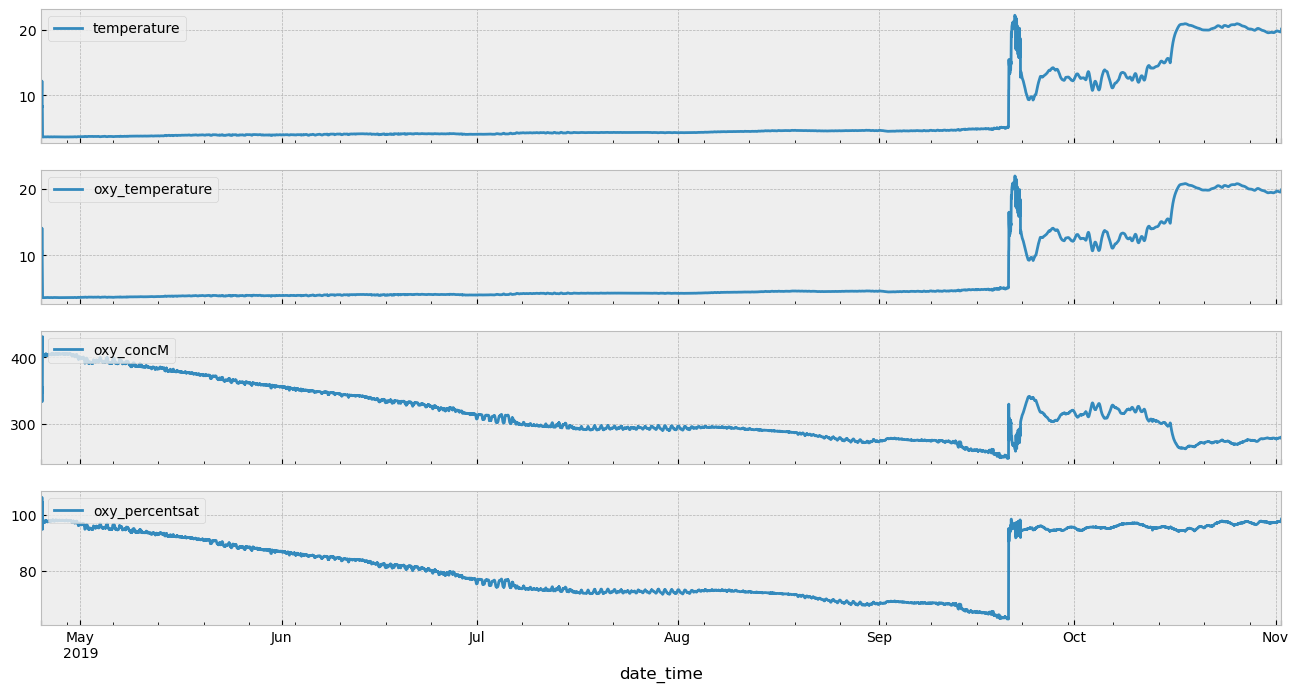 20
10
temperature
20
10
oxy_temperature
400
300
oxy_concM
100
80
oxy_percentsat
May Jun Jul Aug Sep Oct Nov
2019
date_time